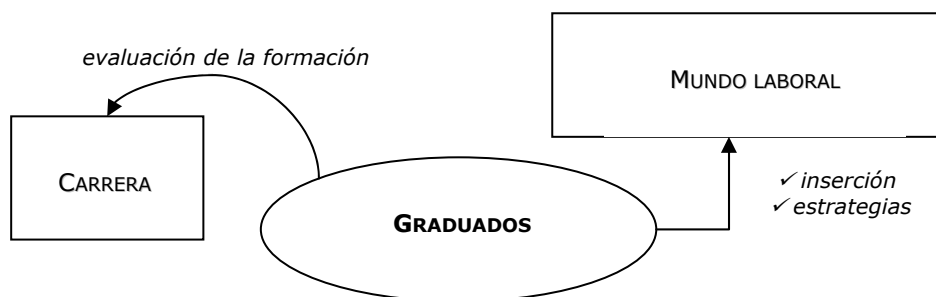 evaluación de la formación
MUNDO LABORAL
CARRERA
✓ inserción
✓ estrategias
GRADUADOS